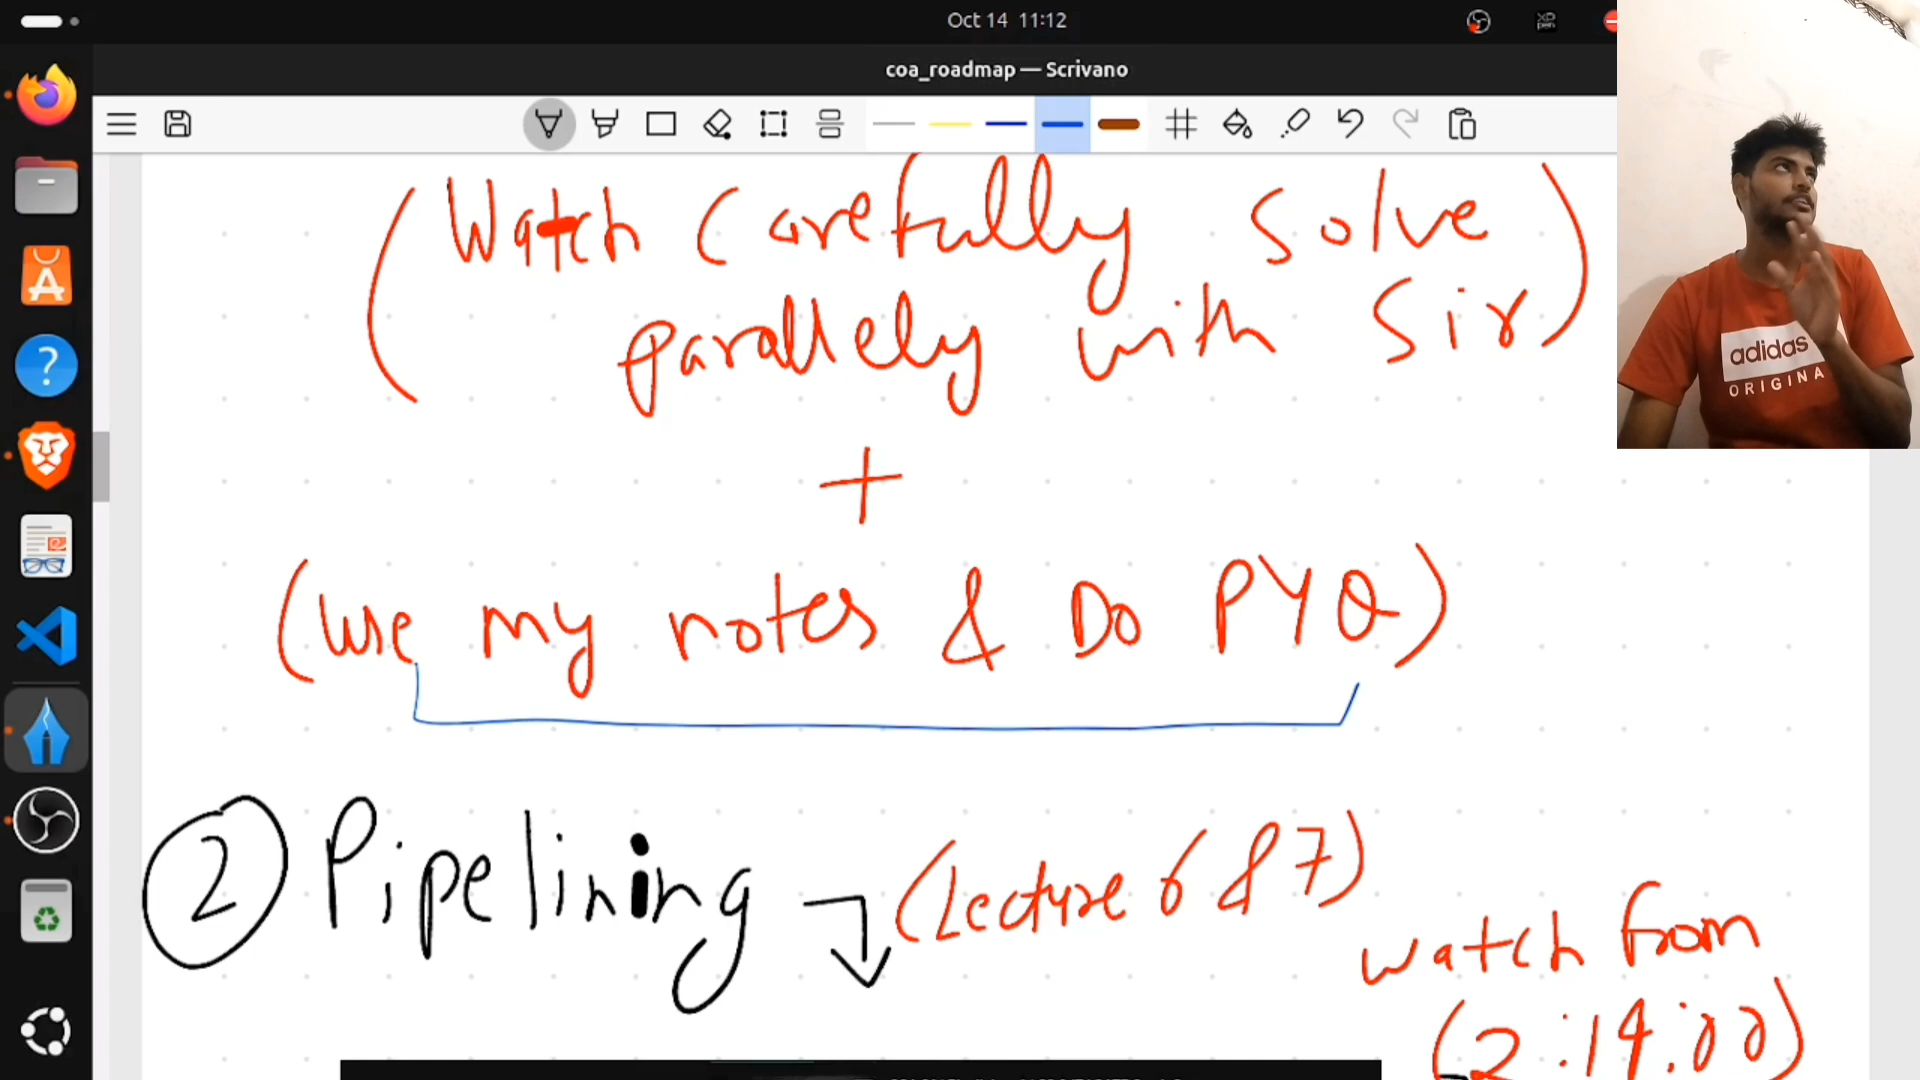 Oct 14 11:12
coa_roadmap — Scrivano
(Watch Carefully Solve
parallely with Sir)
+
(Use my notes & Do PYQ)
2 Pipelining (Lecture 6 & 7)
watch from
(2:14:00)
adidas
ORIGINA